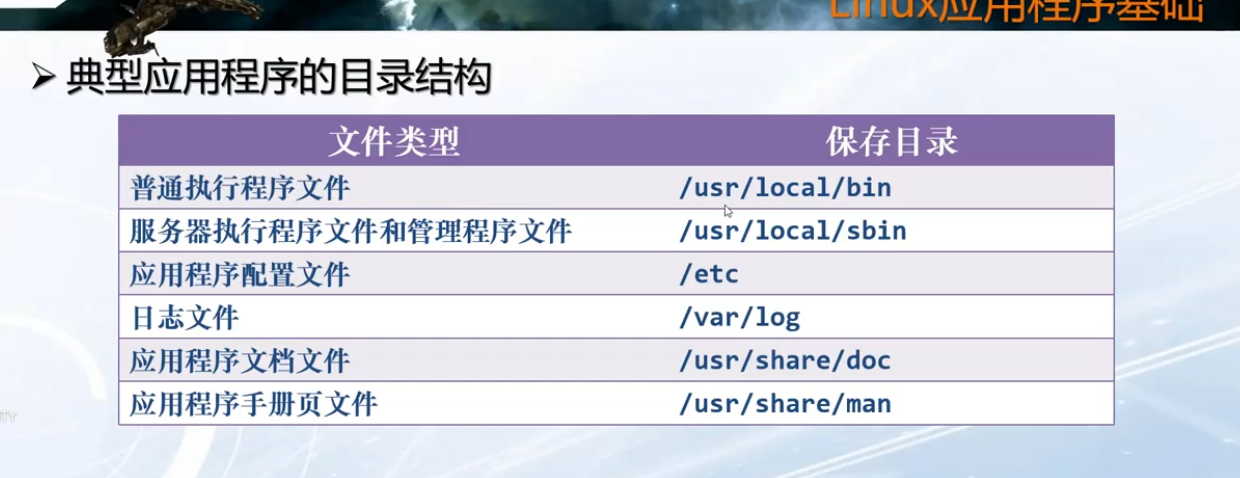 Linux应用程序基础
➢ 典型应用程序的目录结构
文件类型 保存目录
普通执行程序文件 /usr/local/bin
服务器执行程序文件和管理程序文件 /usr/local/sbin
应用程序配置文件 /etc
日志文件 /var/log
应用程序文档文件 /usr/share/doc
应用程序手册页文件 /usr/share/man